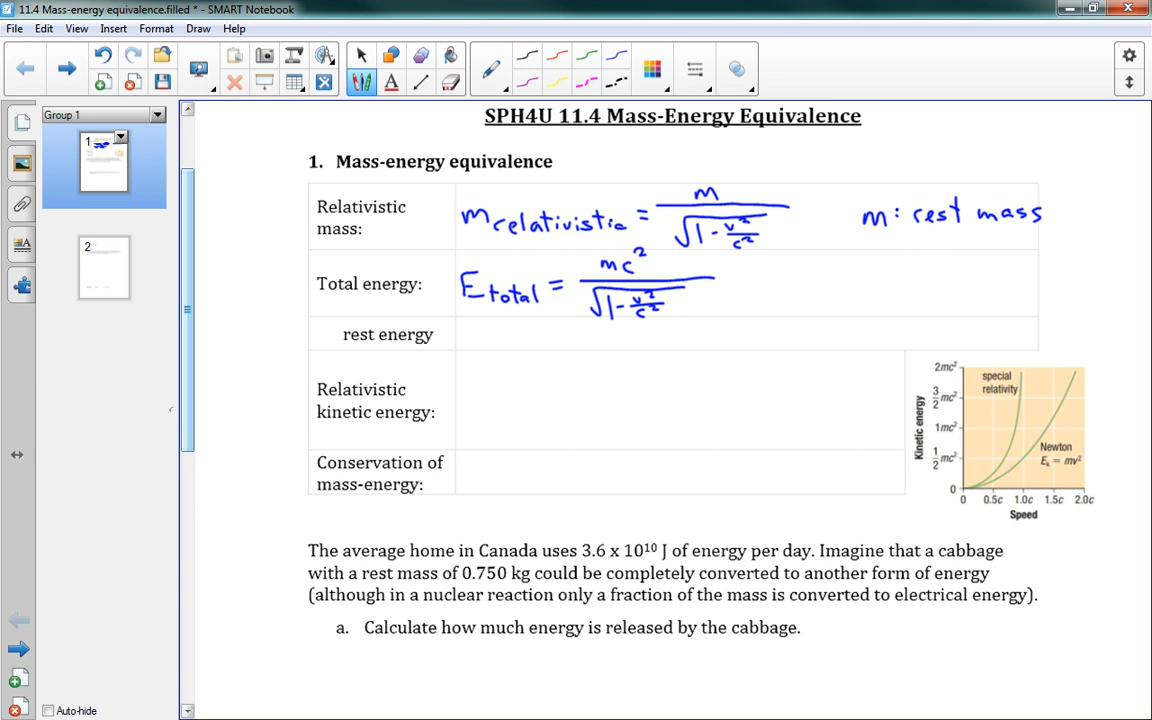 11.4 Mass-energy equivalence.filled * - SMART Notebook
File Edit View Insert Format Draw Help
Group 1
1
2
Auto-hide
SPH4U 11.4 Mass-Energy Equivalence
1. Mass-energy equivalence
Relativistic mass:
m relativistic = m / √(1 - v²/c²)
m: rest mass
Total energy:
E total = mc² / √(1 - v²/c²)
rest energy
Relativistic
kinetic energy:
Conservation of
mass-energy:
2mc²
3/2 mc²
1mc²
1/2 mc²
0
Kinetic energy
special
relativity
Newton
Eₖ = mv²
0 0.5c 1.0c 1.5c 2.0c
Speed
The average home in Canada uses 3.6 x 10¹⁰ J of energy per day. Imagine that a cabbage
with a rest mass of 0.750 kg could be completely converted to another form of energy
(although in a nuclear reaction only a fraction of the mass is converted to electrical energy).
a. Calculate how much energy is released by the cabbage.